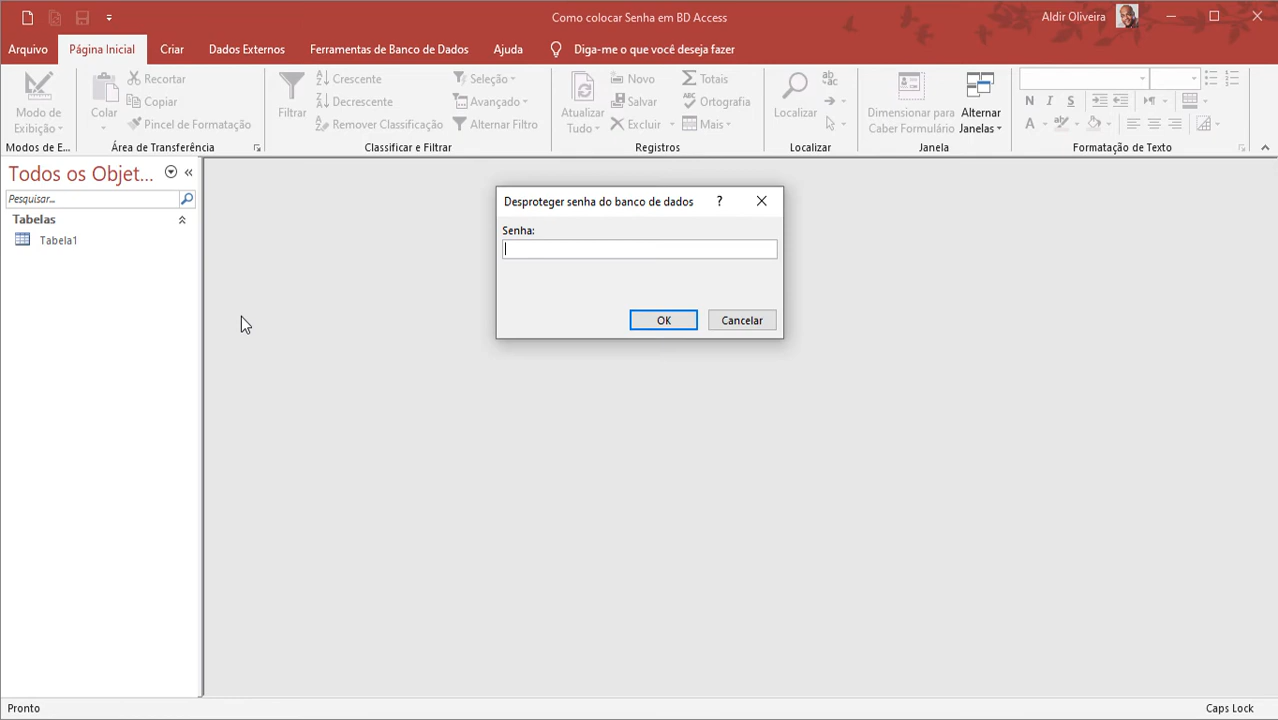 Como colocar Senha em BD Access
Aldir Oliveira
Arquivo Página Inicial Criar Dados Externos Ferramentas de Banco de Dados Ajuda Diga-me o que você deseja fazer
Modo de Exibição
Modos de E...
Colar
Recortar
Copiar
Pincel de Formatação
Área de Transferência
Filtrar
Crescente
Decrescente
Remover Classificação
Seleção
Avançado
Alternar Filtro
Classificar e Filtrar
Atualizar Tudo
Novo
Salvar
Excluir
Totais
Ortografia
Mais
Registros
Localizar
Localizar
Dimensionar para Caber Formulário
Alternar Janelas
Janela
N I S
A
Formatação de Texto
Todos os Objet...
Pesquisar...
Tabelas
Tabela1
Desproteger senha do banco de dados
Senha:
OK Cancelar
Pronto
Caps Lock